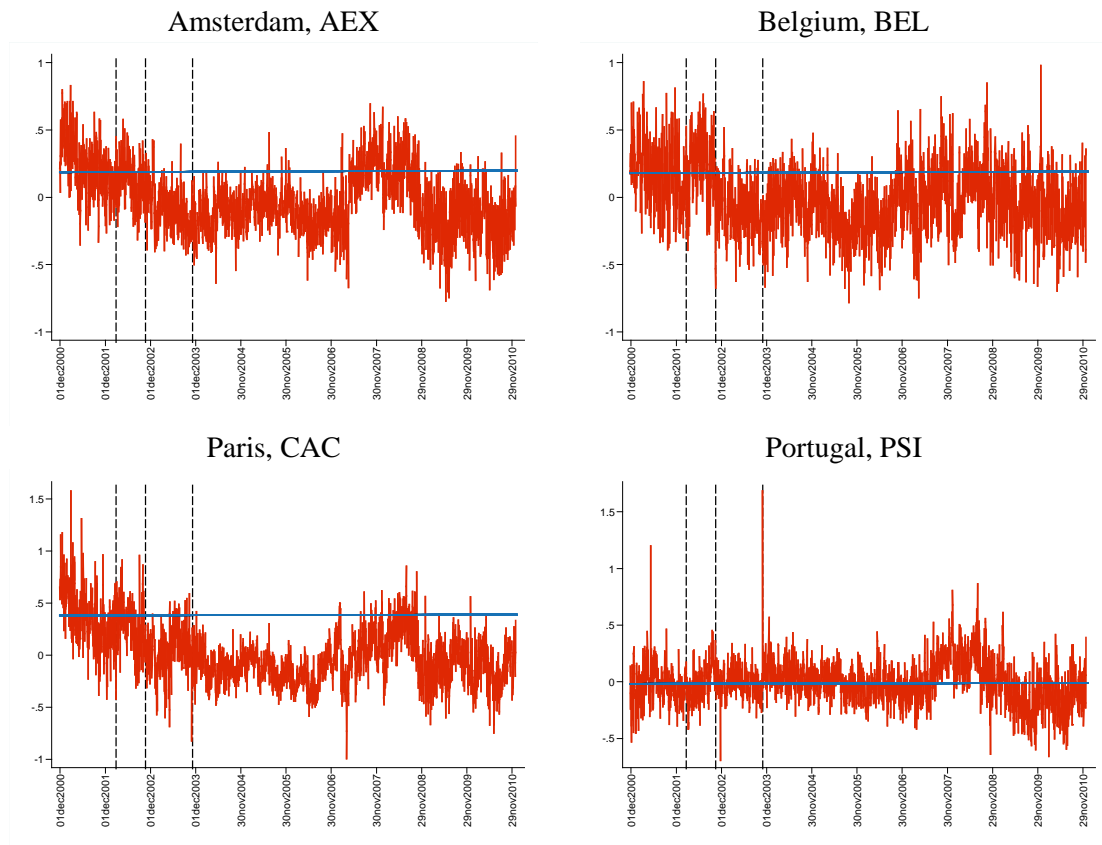 Amsterdam, AEX
1
.5
0
-.5
-1
01dec2000
01dec2001
01dec2002
01dec2003
30nov2004
30nov2005
30nov2006
30nov2007
29nov2008
29nov2009
29nov2010
Belgium, BEL
1
.5
0
-.5
-1
01dec2000
01dec2001
01dec2002
01dec2003
30nov2004
30nov2005
30nov2006
30nov2007
29nov2008
29nov2009
29nov2010
Paris, CAC
1.5
1
.5
0
-.5
-1
01dec2000
01dec2001
01dec2002
01dec2003
30nov2004
30nov2005
30nov2006
30nov2007
29nov2008
29nov2009
29nov2010
Portugal, PSI
1.5
1
.5
0
-.5
01dec2000
01dec2001
01dec2002
01dec2003
30nov2004
30nov2005
30nov2006
30nov2007
29nov2008
29nov2009
29nov2010